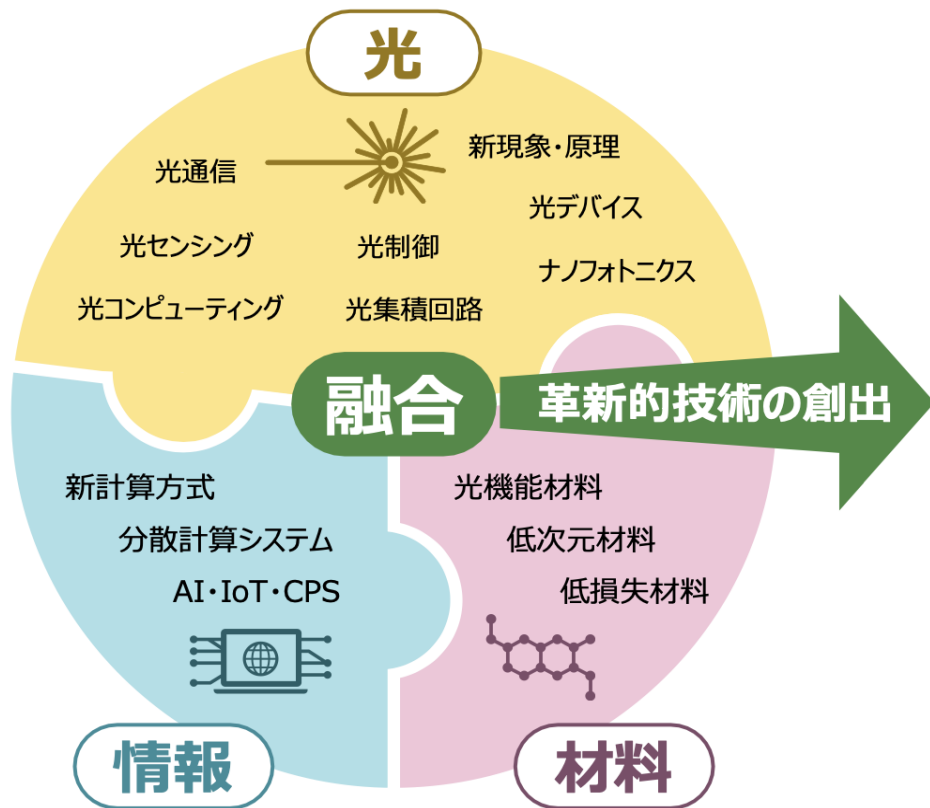 光
光通信
新現象・原理
光センシング
光制御
光デバイス
光コンピューティング
光集積回路
ナノフォトニクス
融合
革新的技術の創出
新計算方式
分散計算システム
AI・IoT・CPS
光機能材料
低次元材料
低損失材料
情報
材料